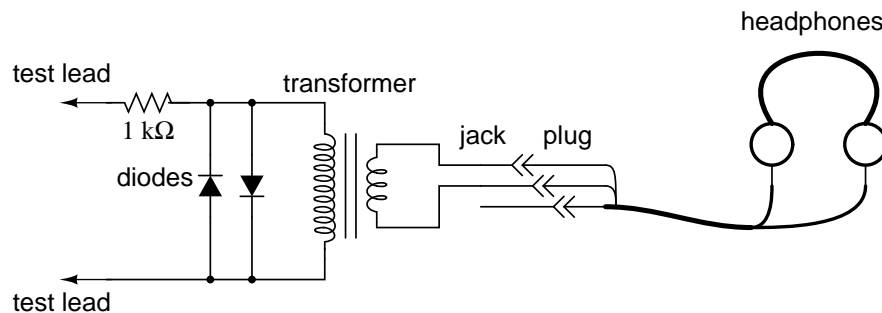 headphones
test lead
transformer
1 kΩ
jack
plug
diodes
test lead